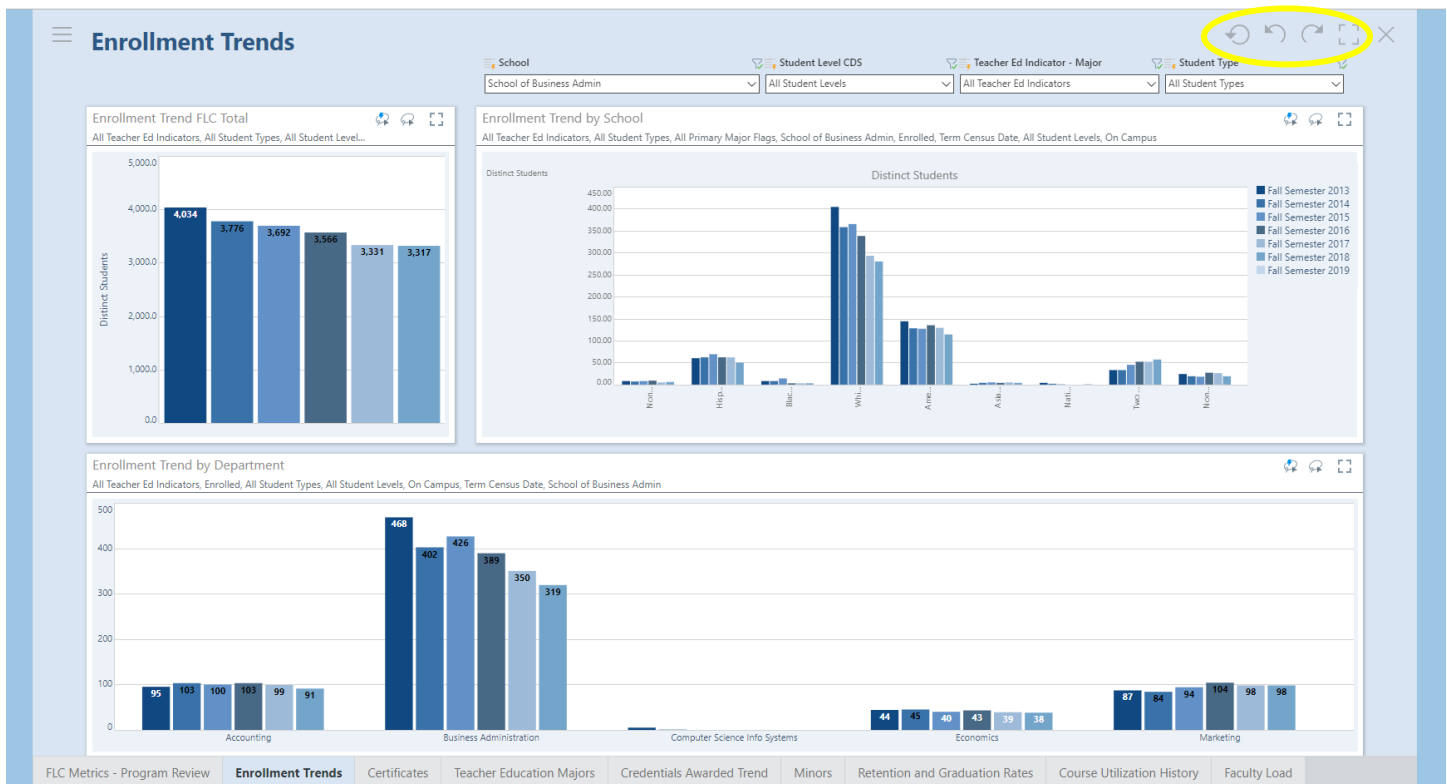 Enrollment Trends
School
Student Level CDS
Teacher Ed Indicator - Major
Student Type
School of Business Admin
All Student Levels
All Teacher Ed Indicators
All Student Types
Enrollment Trend FLC Total
All Teacher Ed Indicators, All Student Types, All Student Level...
Distinct Students
5,000.0
4,000.0
3,000.0
2,000.0
1,000.0
0.0
4,034
3,776
3,692
3,566
3,331
3,317
Enrollment Trend by School
All Teacher Ed Indicators, All Student Types, All Primary Major Flags, School of Business Admin, Enrolled, Term Census Date, All Student Levels, On Campus
Distinct Students
Distinct Students
450.00
400.00
350.00
300.00
250.00
200.00
150.00
100.00
50.00
0.00
Non...
Hisp...
Blac...
Whi...
Ame...
Asia...
Nati...
Two...
Non...
Fall Semester 2013
Fall Semester 2014
Fall Semester 2015
Fall Semester 2016
Fall Semester 2017
Fall Semester 2018
Fall Semester 2019
Enrollment Trend by Department
All Teacher Ed Indicators, Enrolled, All Student Types, All Student Levels, On Campus, Term Census Date, School of Business Admin
500
400
300
200
100
0
95
103
100
103
99
91
468
402
426
389
350
319
44
45
40
43
39
38
87
84
94
104
98
98
Accounting
Business Administration
Computer Science Info Systems
Economics
Marketing
FLC Metrics - Program Review
Enrollment Trends
Certificates
Teacher Education Majors
Credentials Awarded Trend
Minors
Retention and Graduation Rates
Course Utilization History
Faculty Load